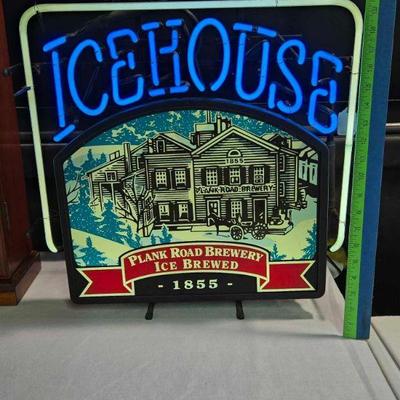 ICEHOUSE
1855
PLANK ROAD BREWERY
PLANK ROAD BREWERY
ICE BREWED
- 1855 -